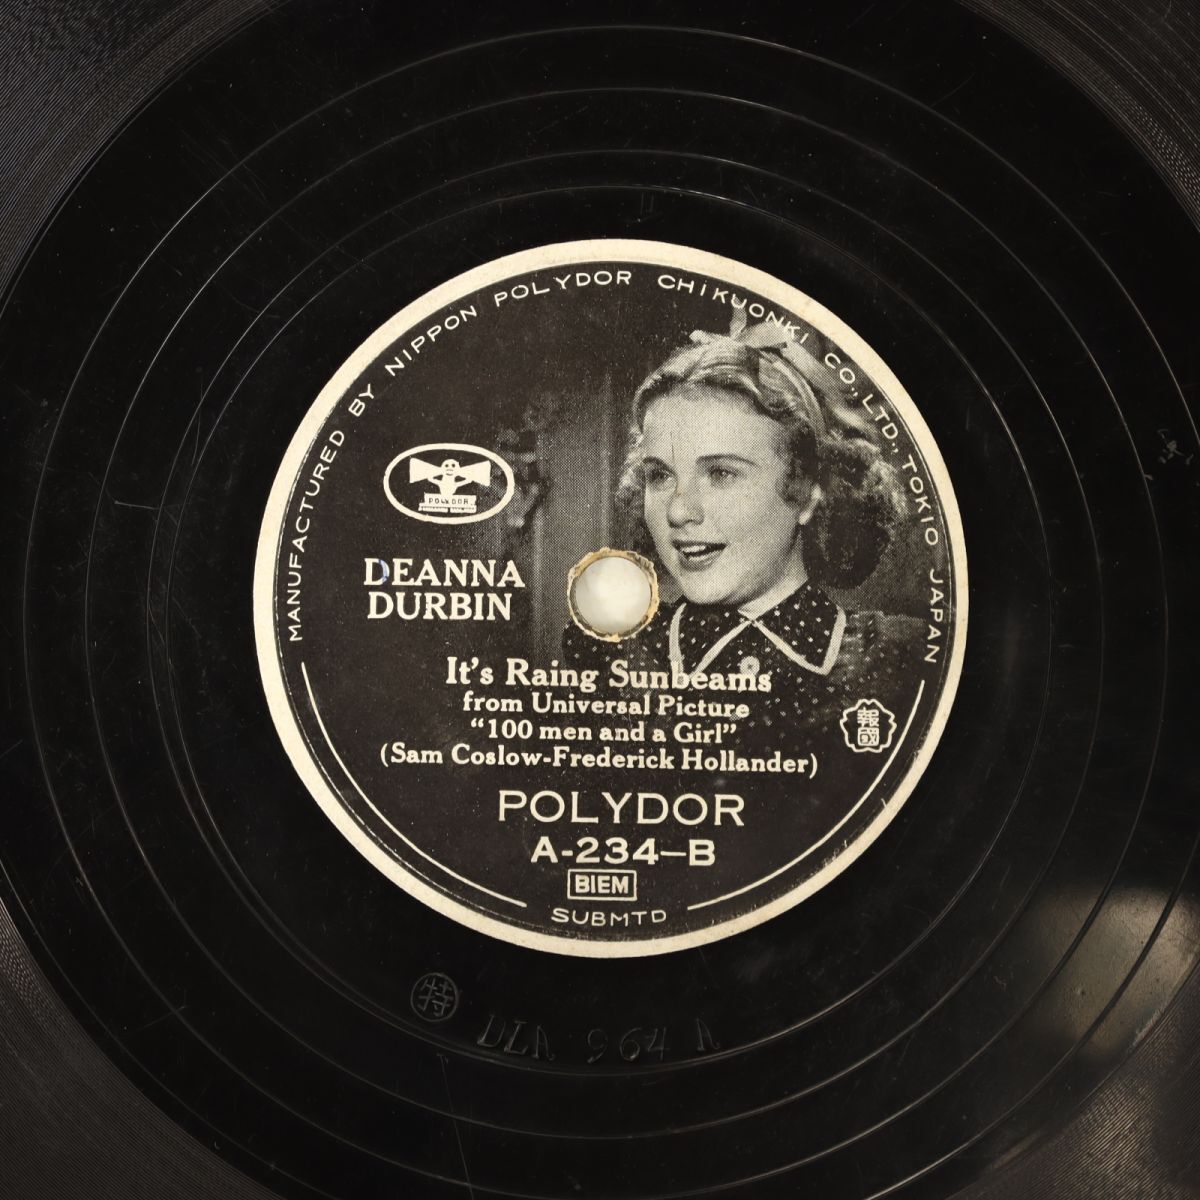 MANUFACTURED BY NIPPON POLYDOR CHIKUONKI CO., LTD., TOKIO JAPAN
POLYDOR
DEANNA
DURBIN
It's Raing Sunbeams
from Universal Picture
“100 men and a Girl”
(Sam Coslow-Frederick Hollander)
報國
POLYDOR
A-234-B
BIEM
SUBMTD
特
DLA 964 A